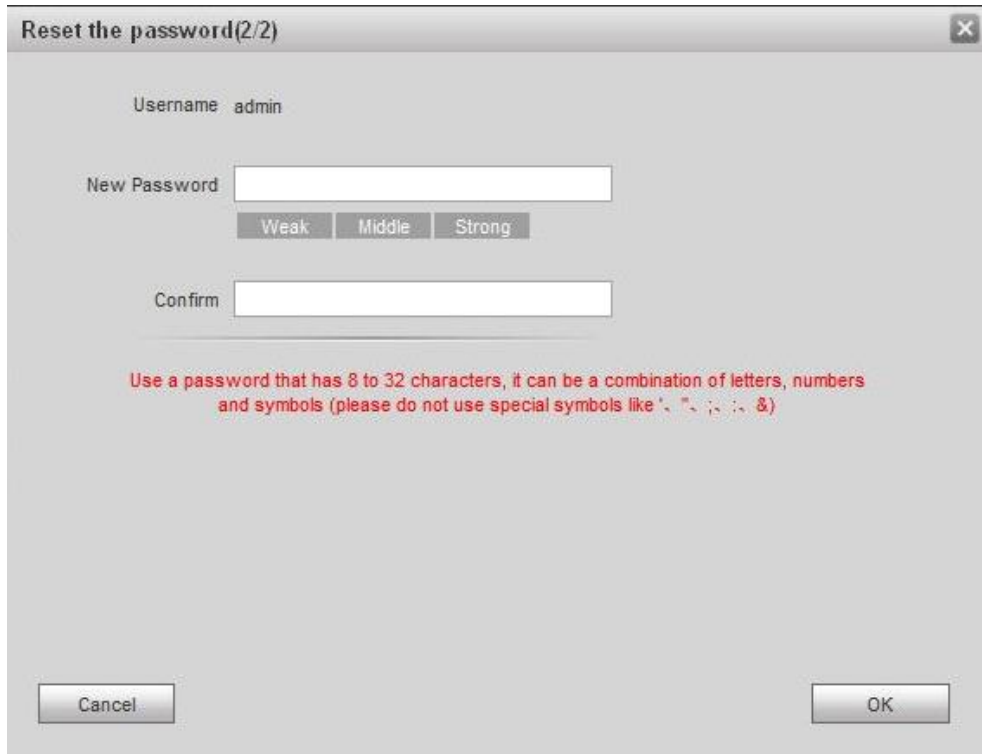 Reset the password(2/2)
Username admin
New Password
Weak Middle Strong
Confirm
Use a password that has 8 to 32 characters, it can be a combination of letters, numbers
and symbols (please do not use special symbols like '、"、;、:、&)
Cancel OK